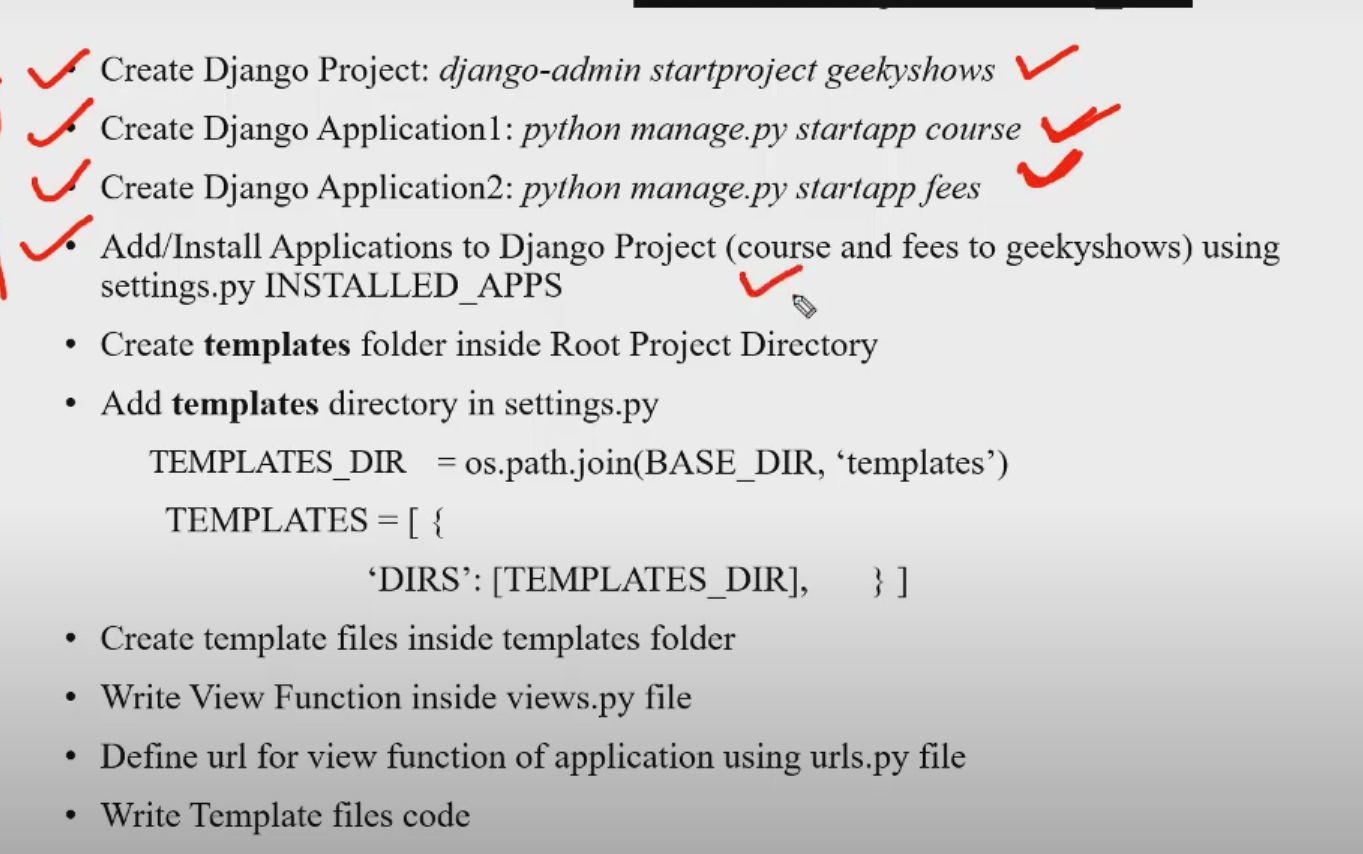 • Create Django Project: django-admin startproject geekyshows
• Create Django Application1: python manage.py startapp course
• Create Django Application2: python manage.py startapp fees
• Add/Install Applications to Django Project (course and fees to geekyshows) using
settings.py INSTALLED_APPS
• Create templates folder inside Root Project Directory
• Add templates directory in settings.py
TEMPLATES_DIR = os.path.join(BASE_DIR, ‘templates’)
TEMPLATES = [ {
‘DIRS’: [TEMPLATES_DIR], } ]
• Create template files inside templates folder
• Write View Function inside views.py file
• Define url for view function of application using urls.py file
• Write Template files code